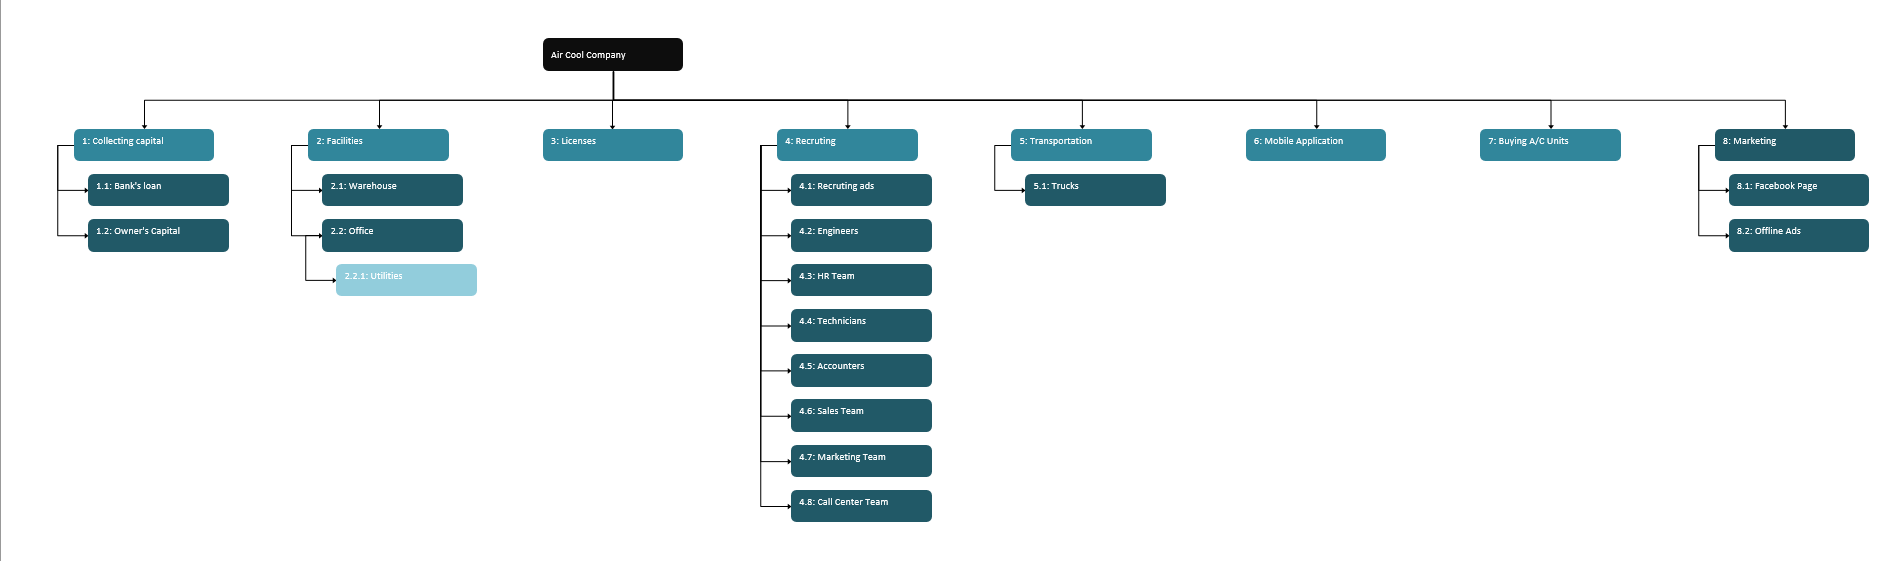 Air Cool Company
1: Collecting capital
1.1: Bank's loan
1.2: Owner's Capital
2: Facilities
2.1: Warehouse
2.2: Office
2.2.1: Utilities
3: Licenses
4: Recruting
4.1: Recruting ads
4.2: Engineers
4.3: HR Team
4.4: Technicians
4.5: Accounters
4.6: Sales Team
4.7: Marketing Team
4.8: Call Center Team
5: Transportation
5.1: Trucks
6: Mobile Application
7: Buying A/C Units
8: Marketing
8.1: Facebook Page
8.2: Offline Ads